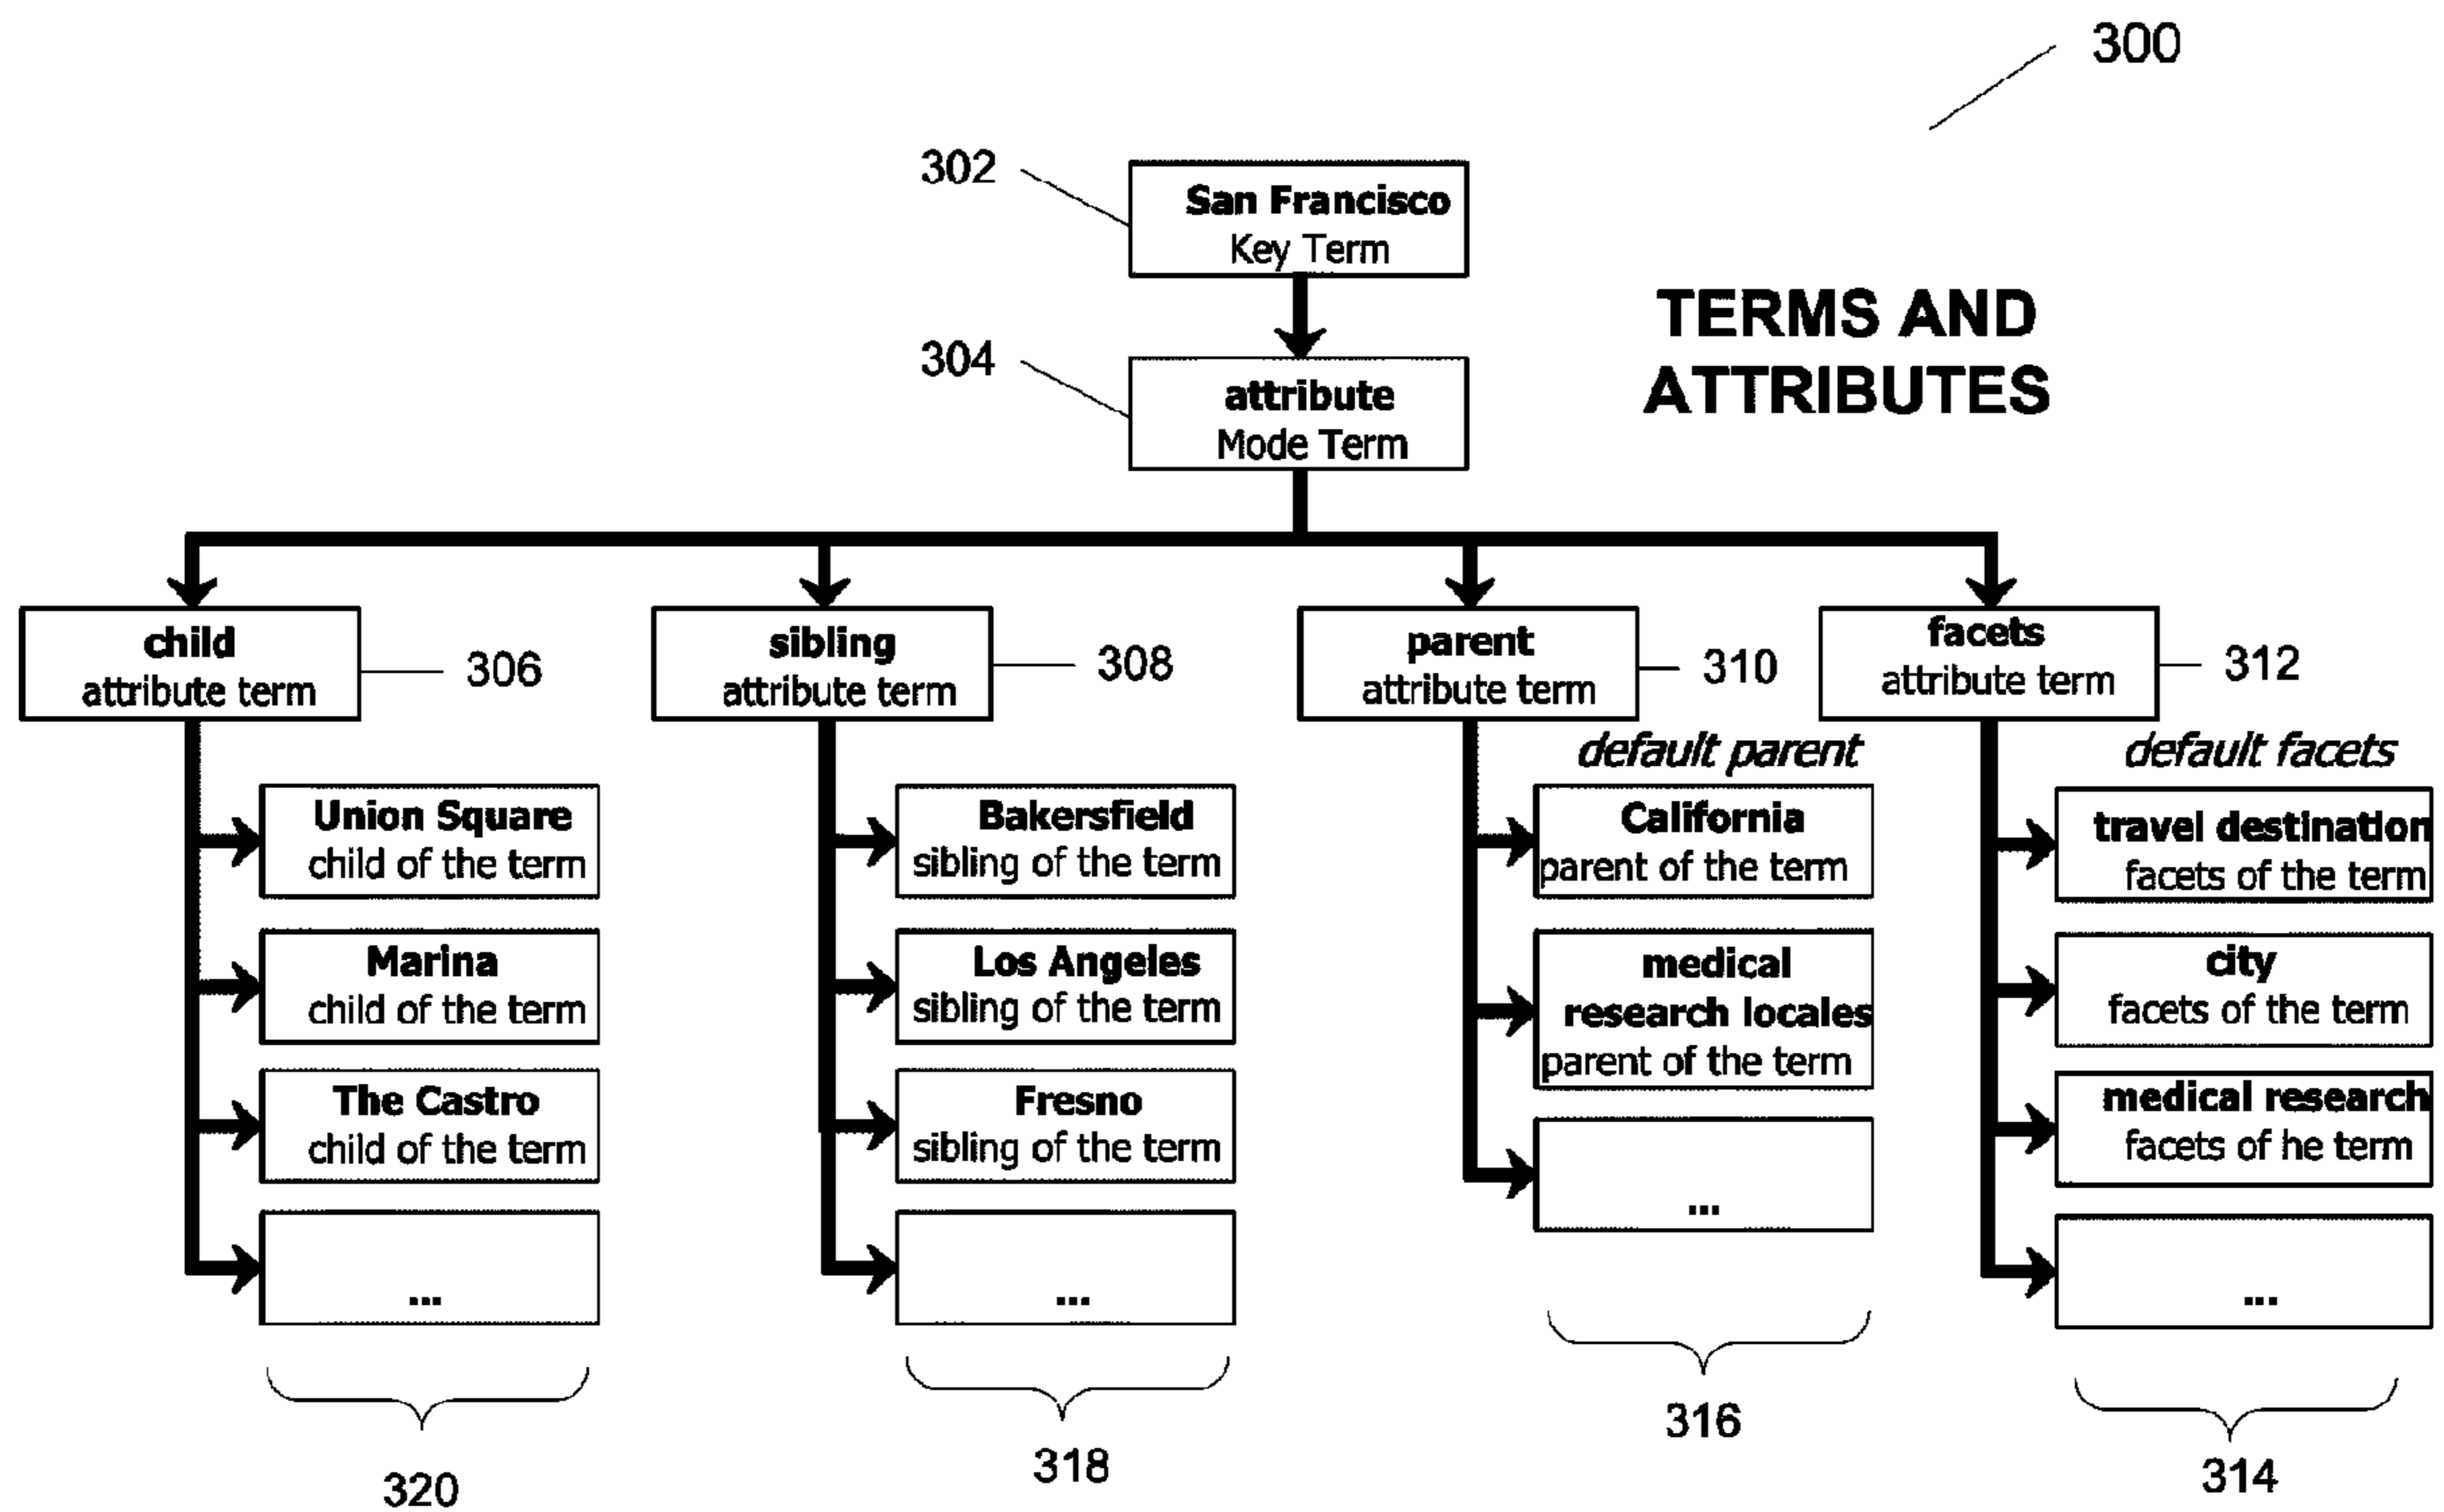 300
302
San Francisco
Key Term
TERMS AND
ATTRIBUTES
304
attribute
Mode Term
child
attribute term
306
sibling
attribute term
308
parent
attribute term
310
facets
attribute term
312
Union Square
child of the term
Marina
child of the term
The Castro
child of the term
...
320
Bakersfield
sibling of the term
Los Angeles
sibling of the term
Fresno
sibling of the term
...
318
default parent
California
parent of the term
medical
research locales
parent of the term
...
316
default facets
travel destination
facets of the term
city
facets of the term
medical research
facets of he term
...
314